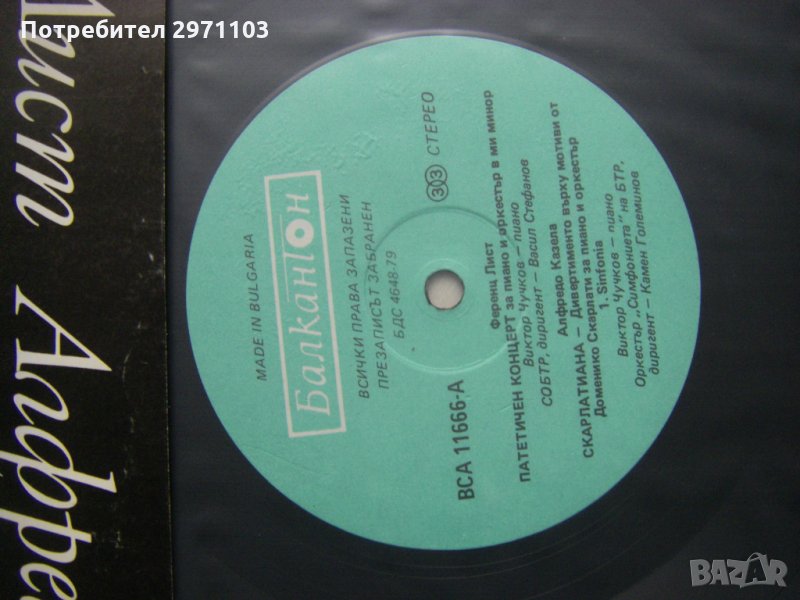 Потребител 2971103
Лист Алфре
MADE IN BULGARIA
Балкантон
ВСИЧКИ ПРАВА ЗАПАЗЕНИ
ПРЕЗАПИСЪТ ЗАБРАНЕН
БДС 4648-79
303 СТЕРЕО
ВСА 11666-А
Ференц Лист
ПАТЕТИЧЕН КОНЦЕРТ за пиано и оркестър в ми минор
Виктор Чучков – пиано
СОБТР, диригент – Васил Стефанов
Алфредо Казела
СКАРЛАТИАНА – Дивертименто върху мотиви от
Доменико Скарлати за пиано и оркестър
1. Sinfonia
Виктор Чучков – пиано
Оркестър „Симфониета" на БТР,
диригент – Камен Големинов
BAZAR